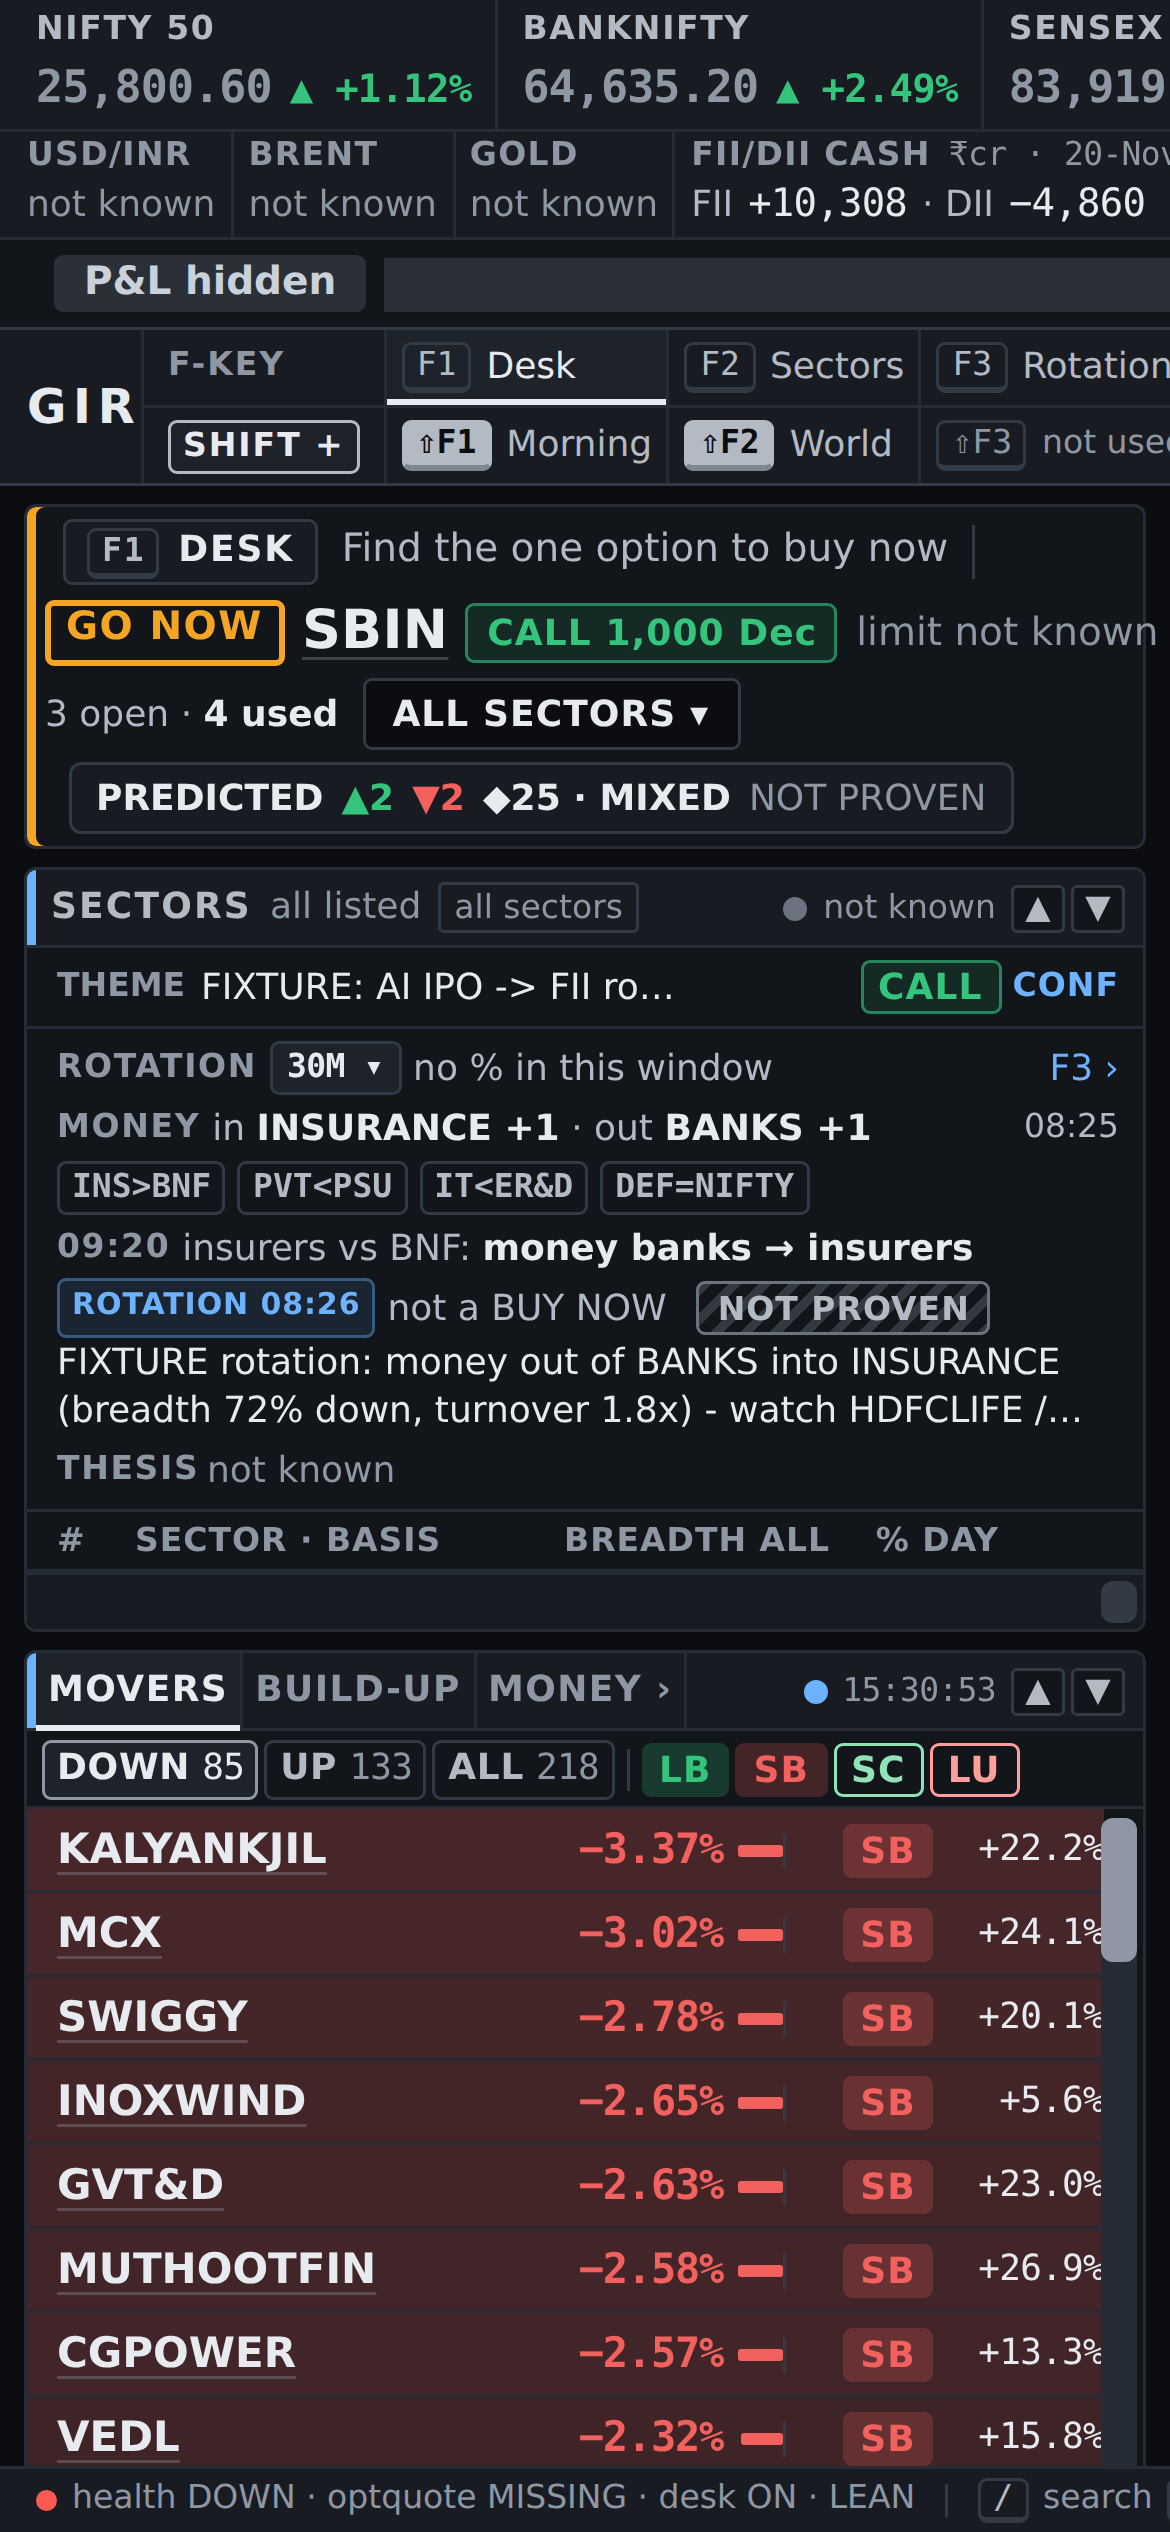 NIFTY 50 BANKNIFTY SENSEX
25,800.60 ▲ +1.12% 64,635.20 ▲ +2.49% 83,919
USD/INR BRENT GOLD FII/DII CASH ₹cr · 20-Nov
not known not known not known FII +10,308 · DII −4,860
P&L hidden
GIR F-KEY F1 Desk F2 Sectors F3 Rotation
SHIFT + ⇧F1 Morning ⇧F2 World ⇧F3 not used
F1 DESK Find the one option to buy now
GO NOW SBIN CALL 1,000 Dec limit not known
3 open · 4 used ALL SECTORS ▾
PREDICTED ▲2 ▼2 ◆25 · MIXED NOT PROVEN
SECTORS all listed all sectors ● not known ▲ ▼
THEME FIXTURE: AI IPO -> FII ro… CALL CONF
ROTATION 30M ▾ no % in this window F3 ›
MONEY in INSURANCE +1 · out BANKS +1 08:25
INS>BNF PVT<PSU IT<ER&D DEF=NIFTY
09:20 insurers vs BNF: money banks → insurers
ROTATION 08:26 not a BUY NOW NOT PROVEN
FIXTURE rotation: money out of BANKS into INSURANCE
(breadth 72% down, turnover 1.8x) - watch HDFCLIFE /…
THESIS not known
# SECTOR · BASIS BREADTH ALL % DAY
MOVERS BUILD-UP MONEY › ● 15:30:53 ▲ ▼
DOWN 85 UP 133 ALL 218 LB SB SC LU
KALYANKJIL −3.37% SB +22.2%
MCX −3.02% SB +24.1%
SWIGGY −2.78% SB +20.1%
INOXWIND −2.65% SB +5.6%
GVT&D −2.63% SB +23.0%
MUTHOOTFIN −2.58% SB +26.9%
CGPOWER −2.57% SB +13.3%
VEDL −2.32% SB +15.8%
● health DOWN · optquote MISSING · desk ON · LEAN / search